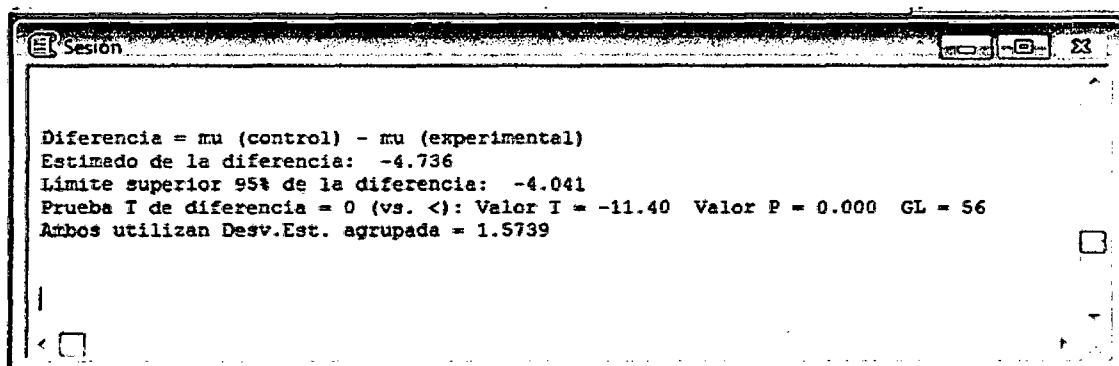 Sesión
Diferencia = mu (control) - mu (experimental)
Estimado de la diferencia: -4.736
Límite superior 95% de la diferencia: -4.041
Prueba T de diferencia = 0 (vs. <): Valor T = -11.40 Valor P = 0.000 GL = 56
Ambos utilizan Desv.Est. agrupada = 1.5739